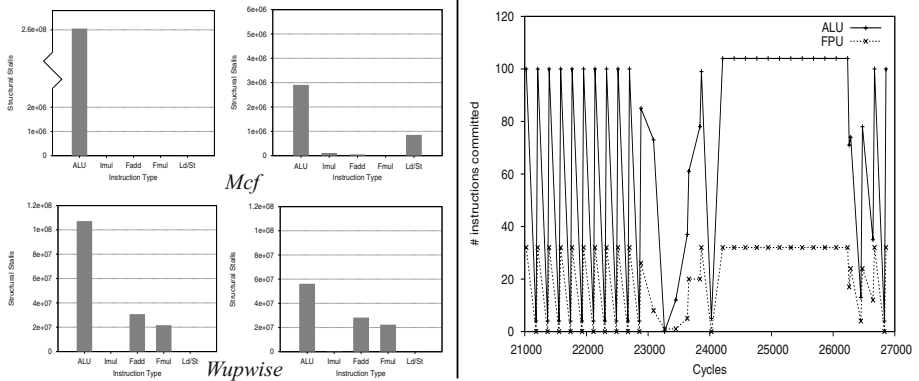 2.6e+08
2e+06
1e+06
0
Structural Stalls
ALU Imul Fadd Fmul Ld/St
Instruction Type
6e+06
5e+06
4e+06
3e+06
2e+06
1e+06
0
Structural Stalls
ALU Imul Fadd Fmul Ld/St
Instruction Type
Mcf
1.2e+08
1e+08
8e+07
6e+07
4e+07
2e+07
0
Structural Stalls
ALU Imul Fadd Fmul Ld/St
Instruction Type
1.2e+08
1e+08
8e+07
6e+07
4e+07
2e+07
0
Structural Stalls
ALU Imul Fadd Fmul Ld/St
Instruction Type
Wupwise
120
100
80
60
40
20
0
# instructions committed
ALU
FPU
21000 22000 23000 24000 25000 26000 27000
Cycles